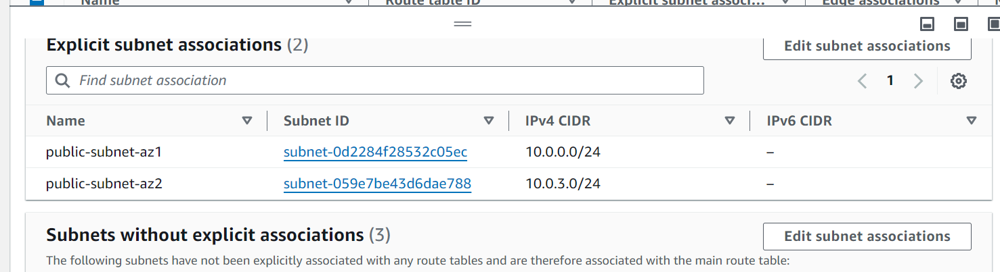 Name Route table ID Explicit subnet associ... Edge associations
Explicit subnet associations (2) Edit subnet associations
Find subnet association 1
Name Subnet ID IPv4 CIDR IPv6 CIDR
public-subnet-az1 subnet-0d2284f28532c05ec 10.0.0.0/24 –
public-subnet-az2 subnet-059e7be43d6dae788 10.0.3.0/24 –
Subnets without explicit associations (3) Edit subnet associations
The following subnets have not been explicitly associated with any route tables and are therefore associated with the main route table: